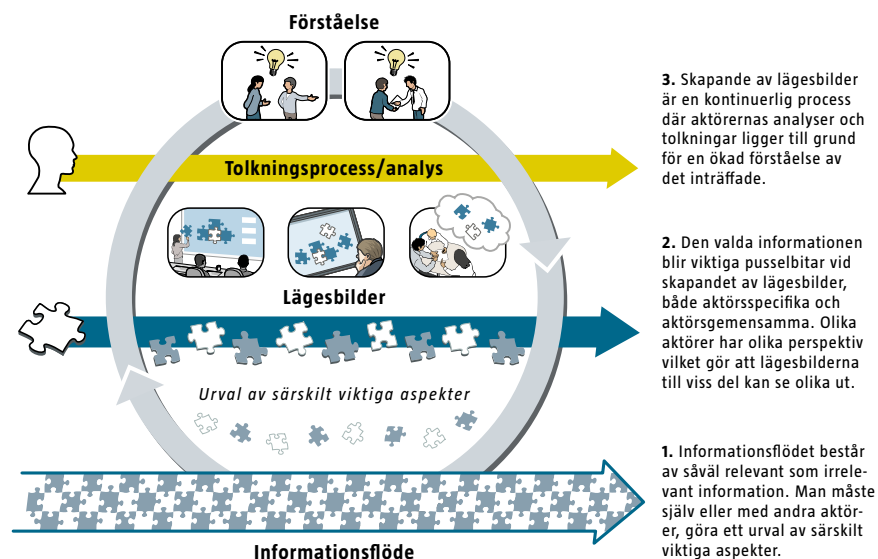 Förståelse
Tolkningsprocess/analys
Lägesbilder
Urval av särskilt viktiga aspekter
Informationsflöde
3. Skapande av lägesbilder
är en kontinuerlig process
där aktörernas analyser och
tolkningar ligger till grund
för en ökad förståelse av
det inträffade.
2. Den valda informationen
blir viktiga pusselbitar vid
skapandet av lägesbilder,
både aktörsspecifika och
aktörsgemensamma. Olika
aktörer har olika perspektiv
vilket gör att lägesbilderna
till viss del kan se olika ut.
1. Informationsflödet består
av såväl relevant som irrele-
vant information. Man måste
själv eller med andra aktör-
er, göra ett urval av särskilt
viktiga aspekter.